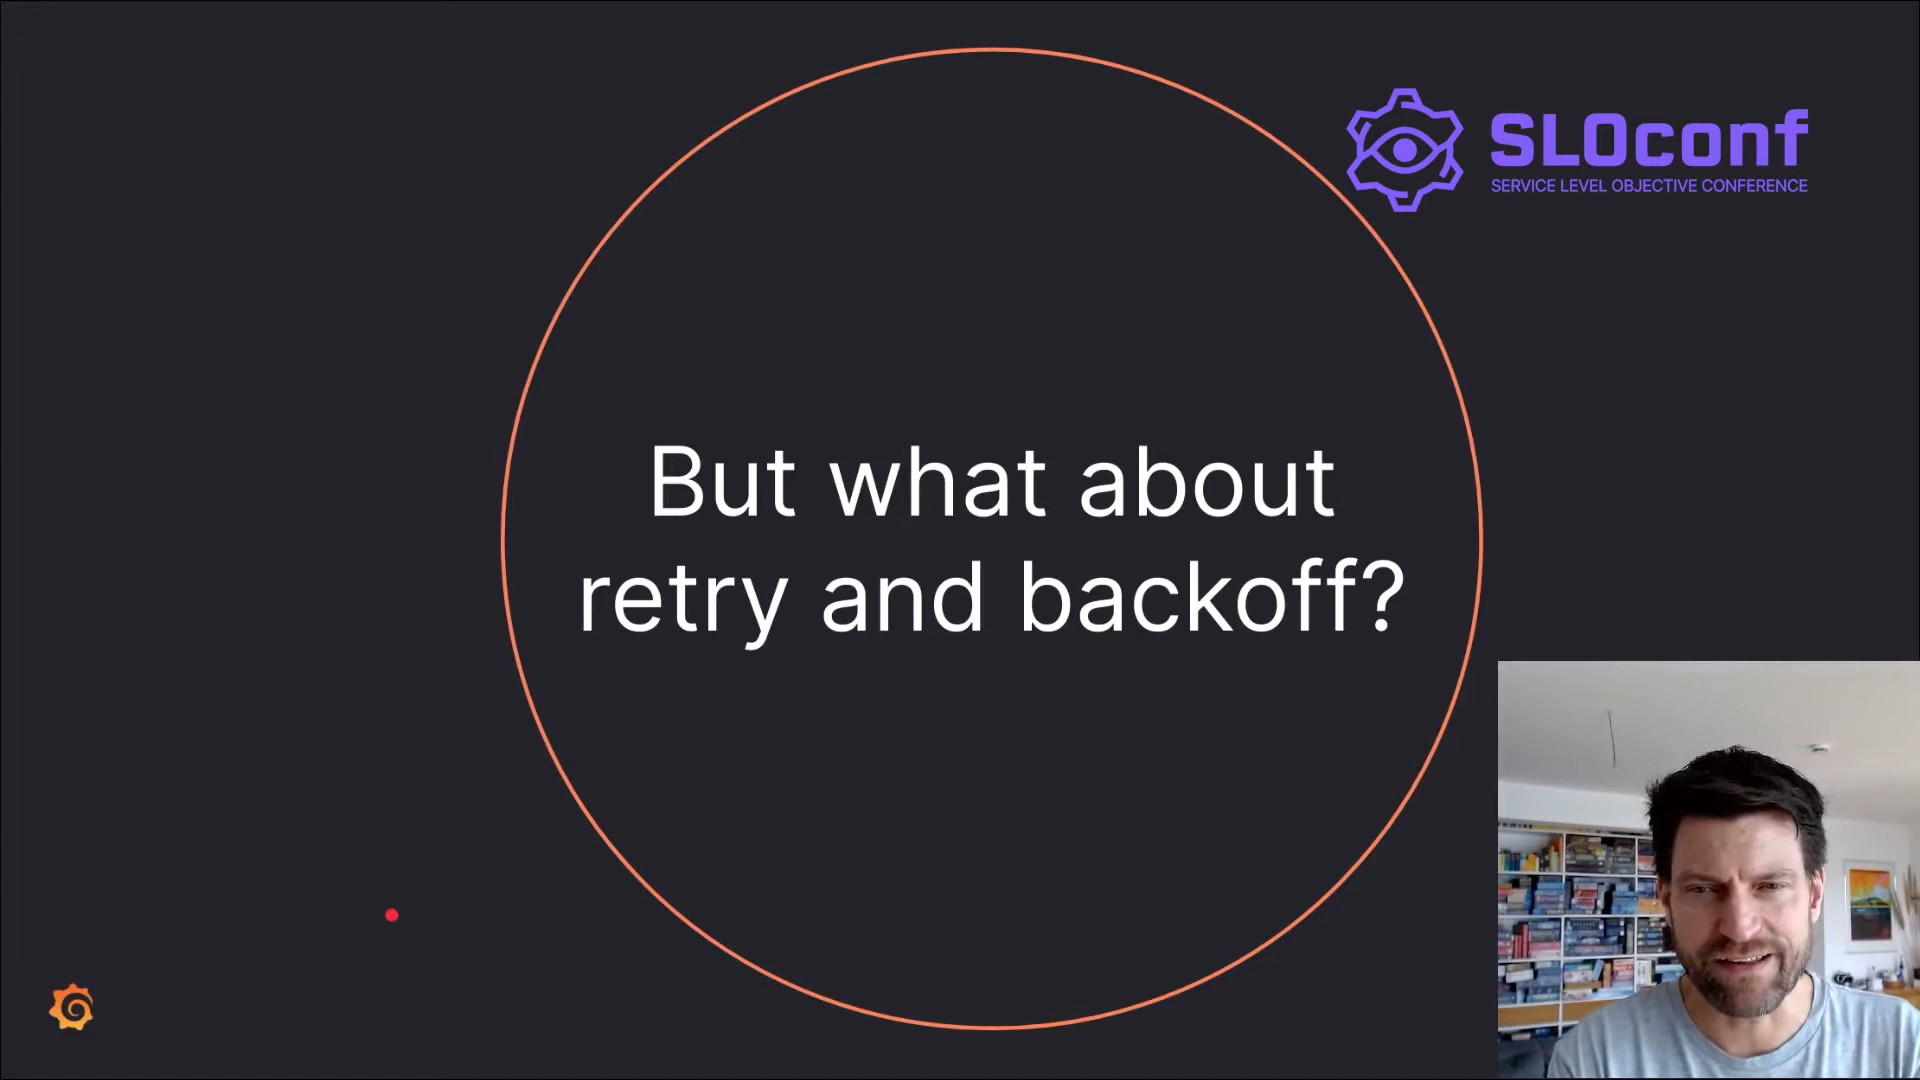 SLOconf
SERVICE LEVEL OBJECTIVE CONFERENCE
But what about
retry and backoff?